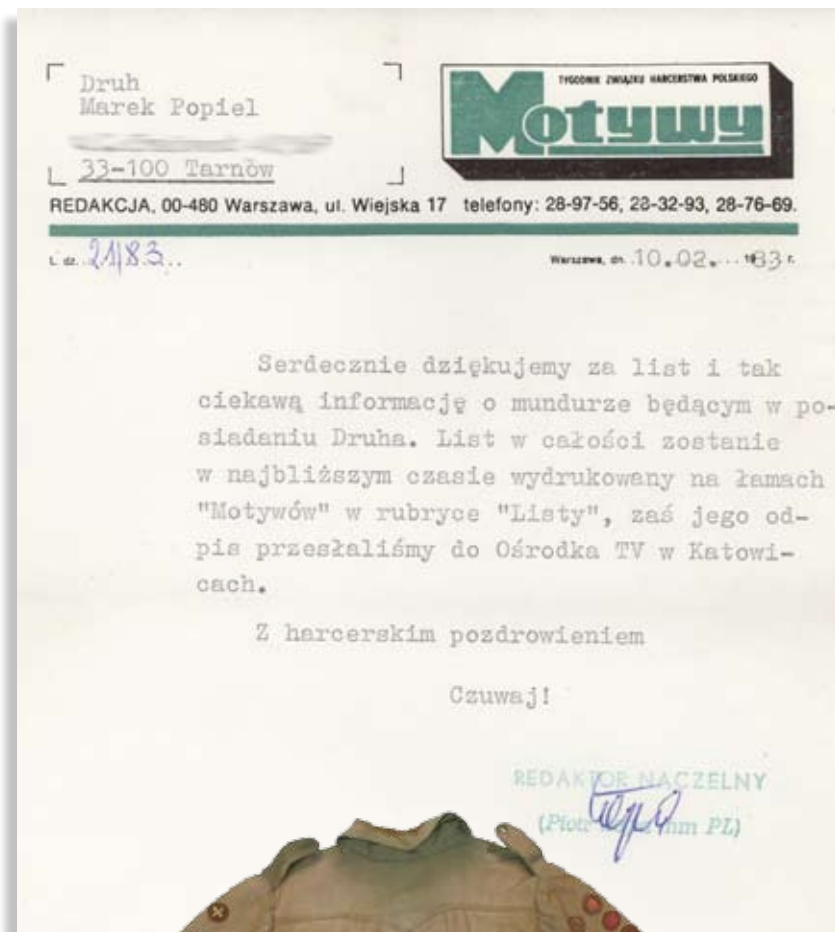 Druh
Marek Popiel
33-100 Tarnów
TYGODNIK ZWIĄZKU HARCERSTWA POLSKIEGO
Motywy
REDAKCJA, 00-480 Warszawa, ul. Wiejska 17 telefony: 28-97-56, 28-32-93, 28-76-69.
L. dz. 21/83..
Warszawa, dn. .10.02....1983 r.
Serdecznie dziękujemy za list i tak
ciekawą informację o mundurze będącym w po-
siadaniu Druha. List w całości zostanie
w najbliższym czasie wydrukowany na łamach
"Motywów" w rubryce "Listy", zaś jego od-
pis przesłaliśmy do Ośrodka TV w Katowi-
cach.
Z harcerskim pozdrowieniem
Czuwaj!
REDAKTOR NACZELNY
(Piotr hm PL)